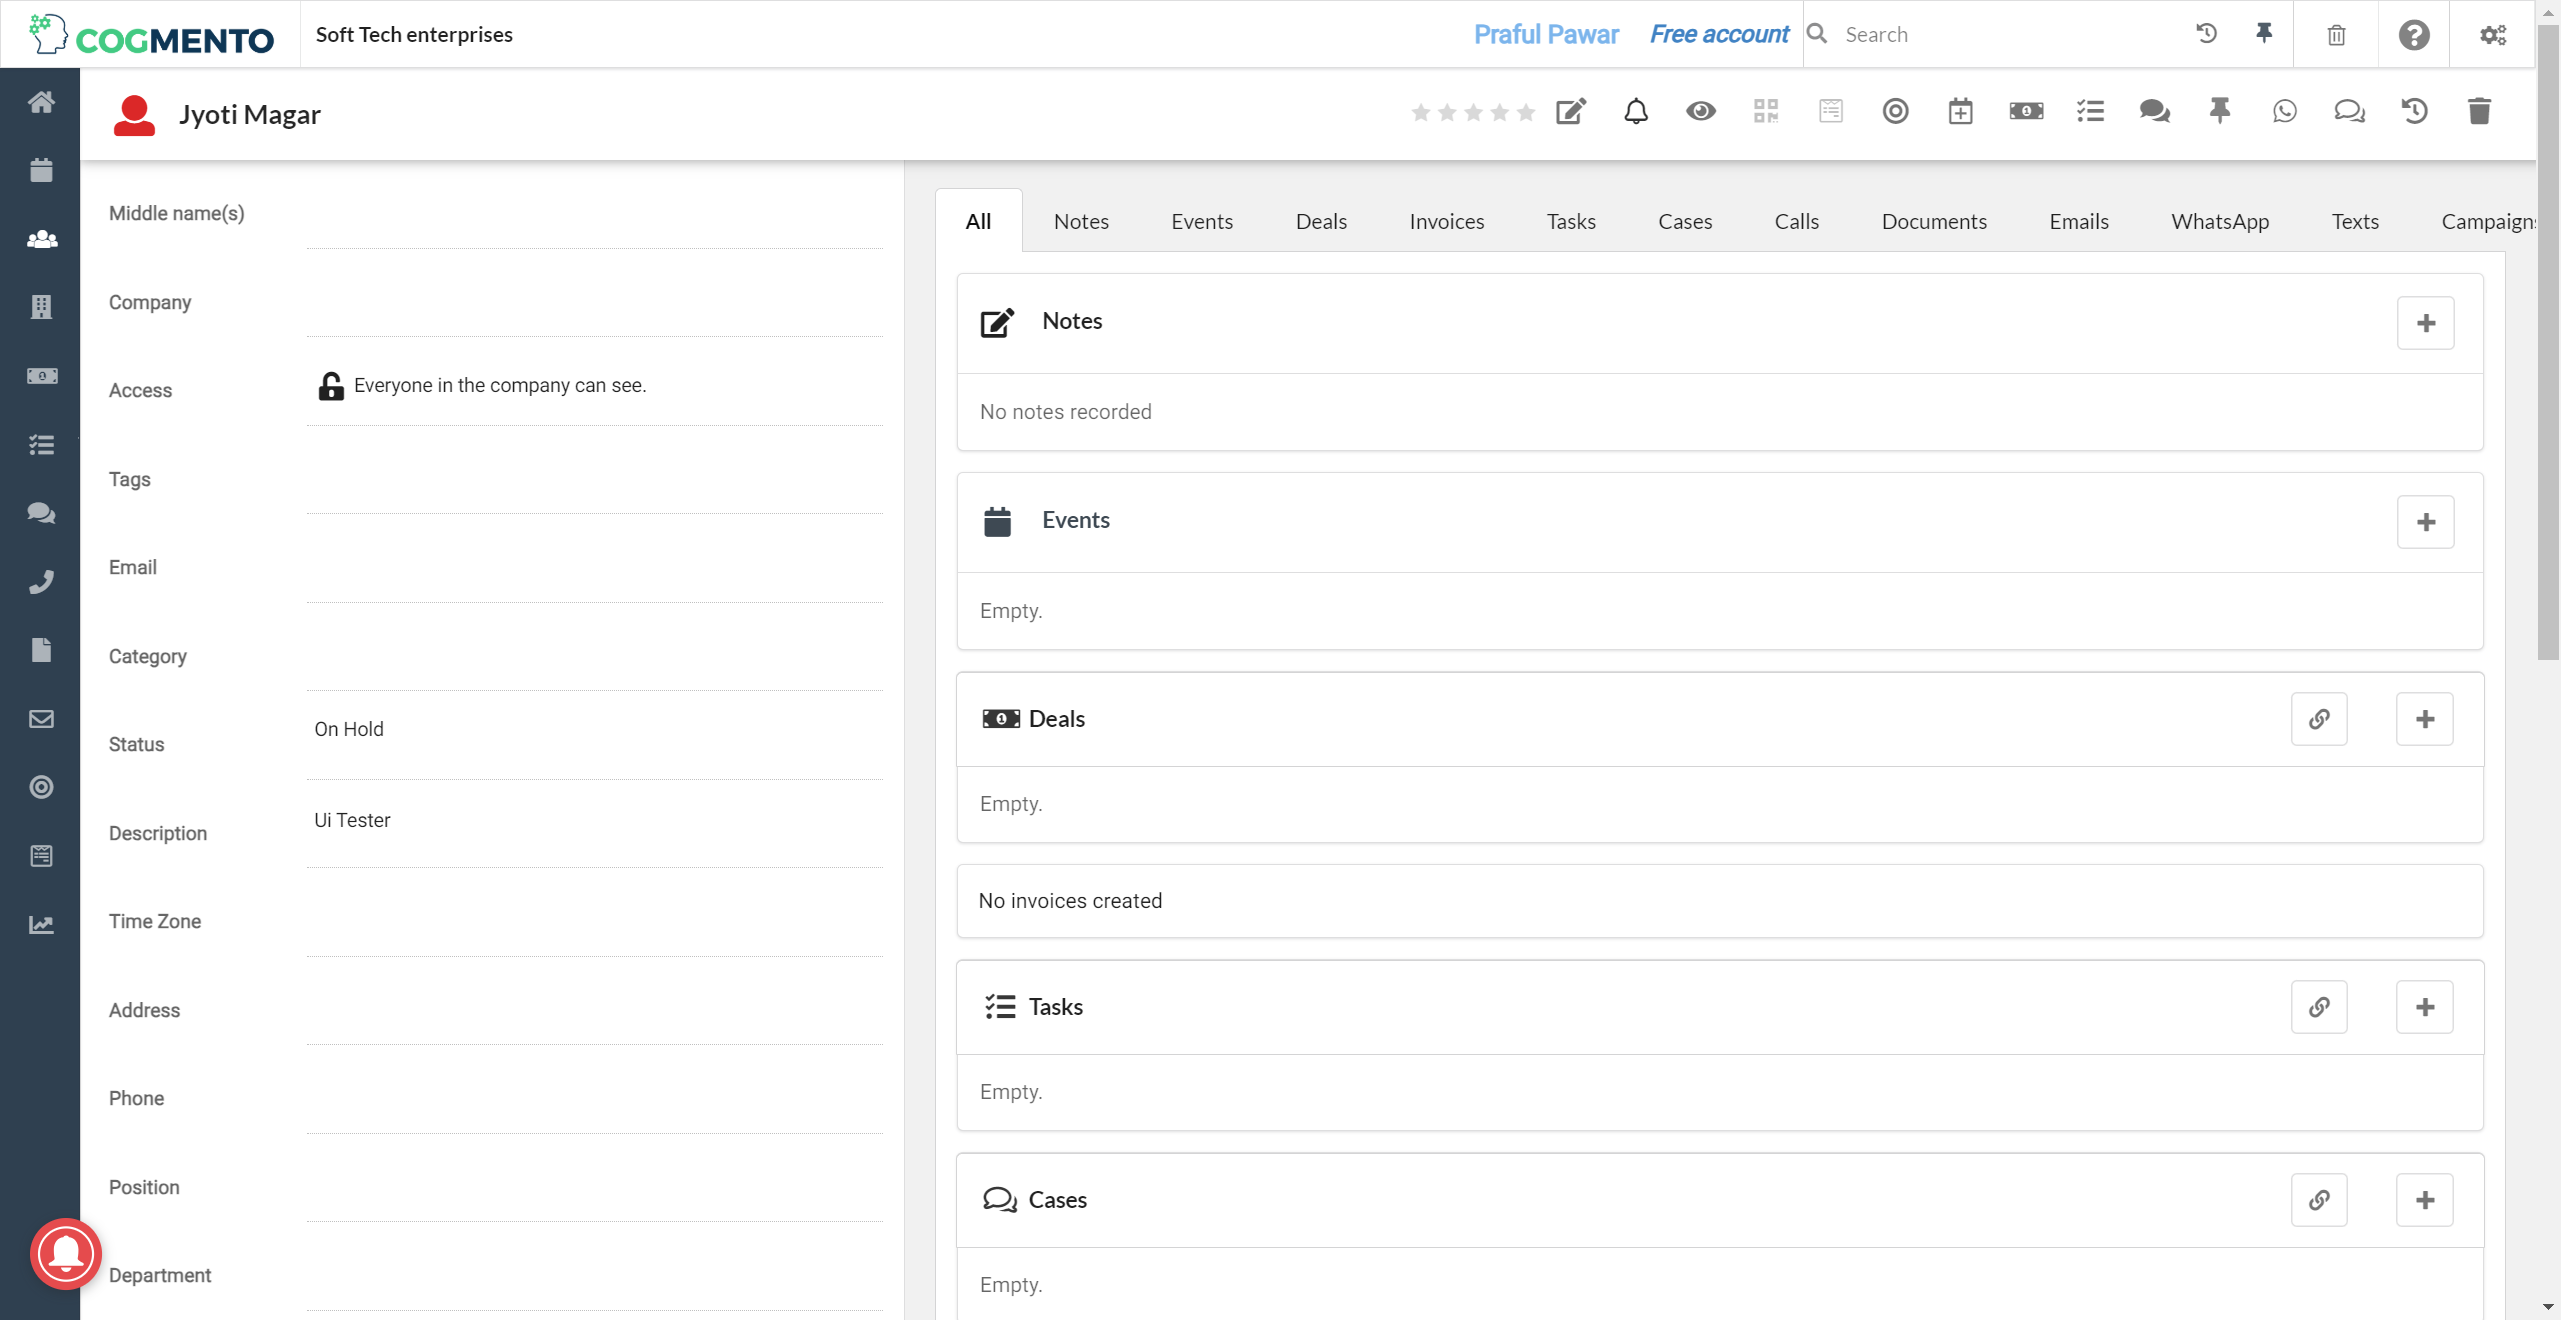 COGMENTO
Soft Tech enterprises
Praful Pawar
Free account
Search
Jyoti Magar
Middle name(s)
Company
Access
Everyone in the company can see.
Tags
Email
Category
Status
On Hold
Description
Ui Tester
Time Zone
Address
Phone
Position
Department
All
Notes
Events
Deals
Invoices
Tasks
Cases
Calls
Documents
Emails
WhatsApp
Texts
Campaigns
Notes
No notes recorded
Events
Empty.
Deals
Empty.
No invoices created
Tasks
Empty.
Cases
Empty.